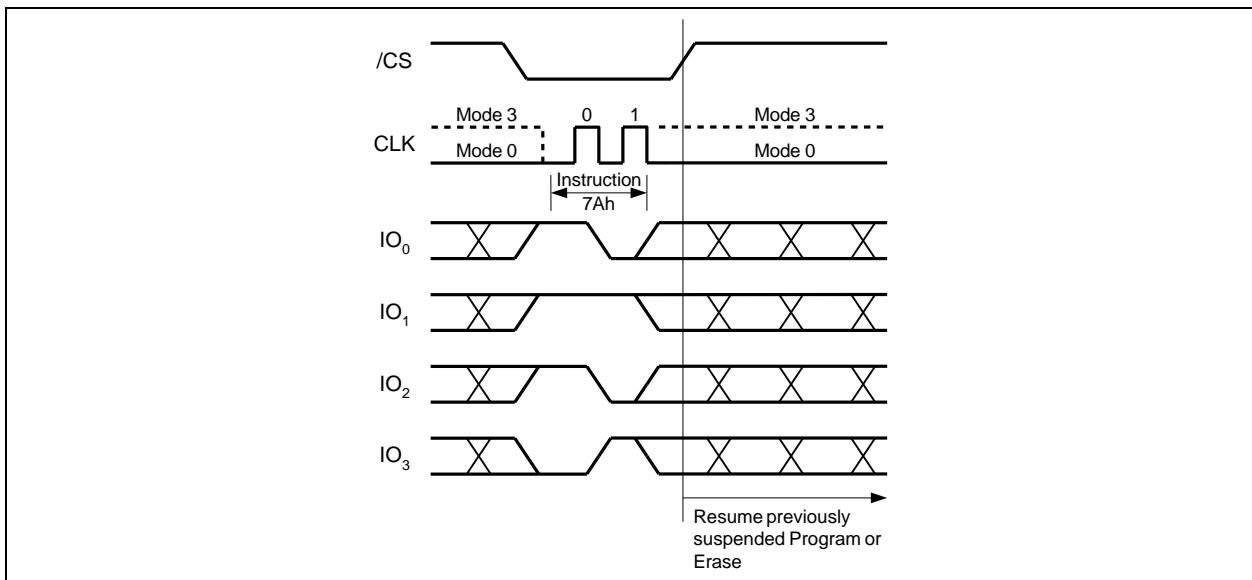 /CS
Mode 3 0 1 Mode 3
CLK
Mode 0 Mode 0
Instruction
7Ah
IO0
IO1
IO2
IO3
Resume previously
suspended Program or
Erase